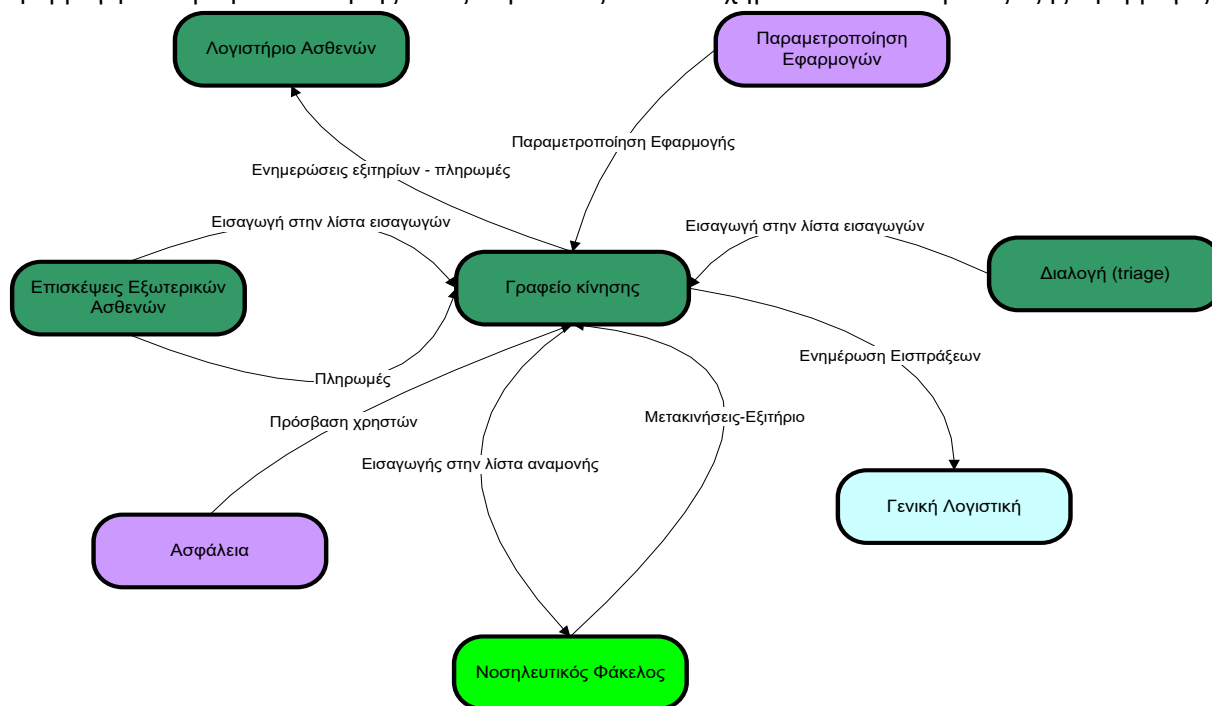 Λογιστήριο Ασθενών
Παραμετροποίηση
Εφαρμογών
Παραμετροποίηση Εφαρμογής
Ενημερώσεις εξιτηρίων - πληρωμές
Εισαγωγή στην λίστα εισαγωγών
Εισαγωγή στην λίστα εισαγωγών
Επισκέψεις Εξωτερικών
Ασθενών
Γραφείο κίνησης
Διαλογή (triage)
Ενημέρωση Εισπράξεων
Πληρωμές
Πρόσβαση χρηστών
Μετακινήσεις-Εξιτήριο
Εισαγωγής στην λίστα αναμονής
Γενική Λογιστική
Ασφάλεια
Νοσηλευτικός Φάκελος